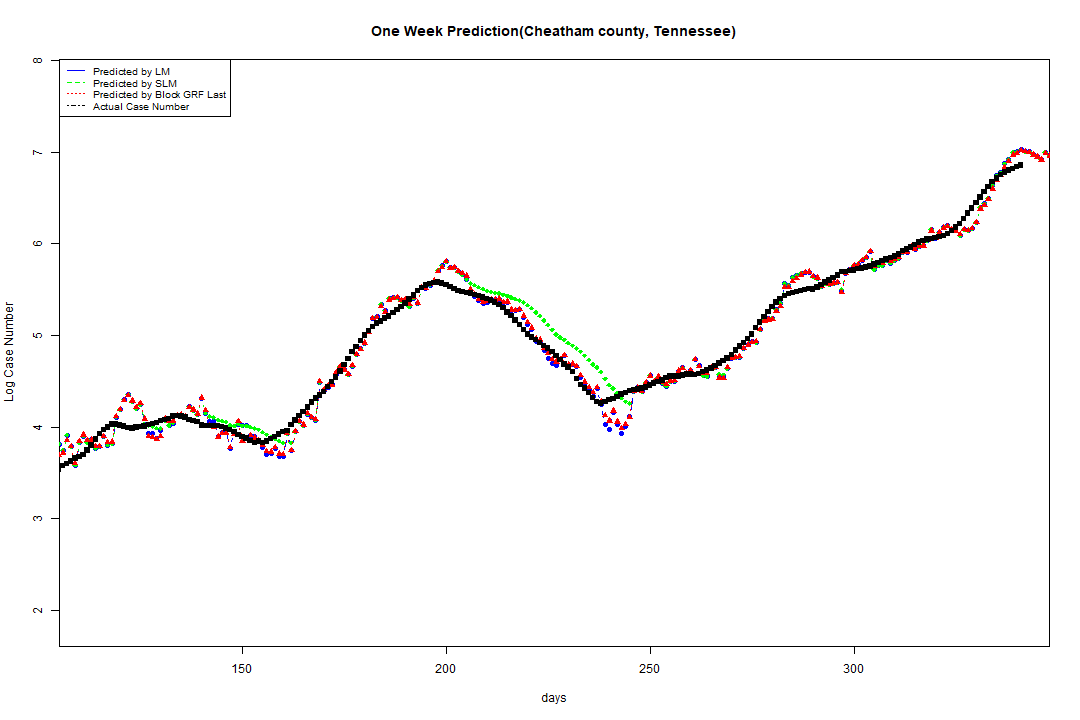 One Week Prediction(Cheatham county, Tennessee)
Predicted by LM
Predicted by SLM
Predicted by Block GRF Last
Actual Case Number
8
7
6
5
4
3
2
Log Case Number
150 200 250 300
days